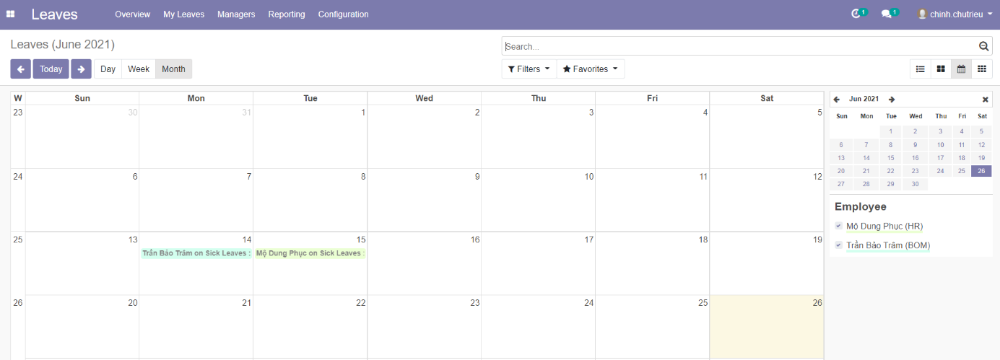 Leaves Overview My Leaves Managers Reporting Configuration 1 1 chinh.chutrieu
Leaves (June 2021)
Search...
Today Day Week Month
Filters Favorites
W Sun Mon Tue Wed Thu Fri Sat
23 30 31 1 2 3 4 5
24 6 7 8 9 10 11 12
25 13 14 15 16 17 18 19
Trần Bảo Trâm on Sick Leaves : Mộ Dung Phục on Sick Leaves :
26 20 21 22 23 24 25 26
Jun 2021
Sun Mon Tue Wed Thu Fri Sat
1 2 3 4 5
6 7 8 9 10 11 12
13 14 15 16 17 18 19
20 21 22 23 24 25 26
27 28 29 30
Employee
Mộ Dung Phục (HR)
Trần Bảo Trâm (BOM)